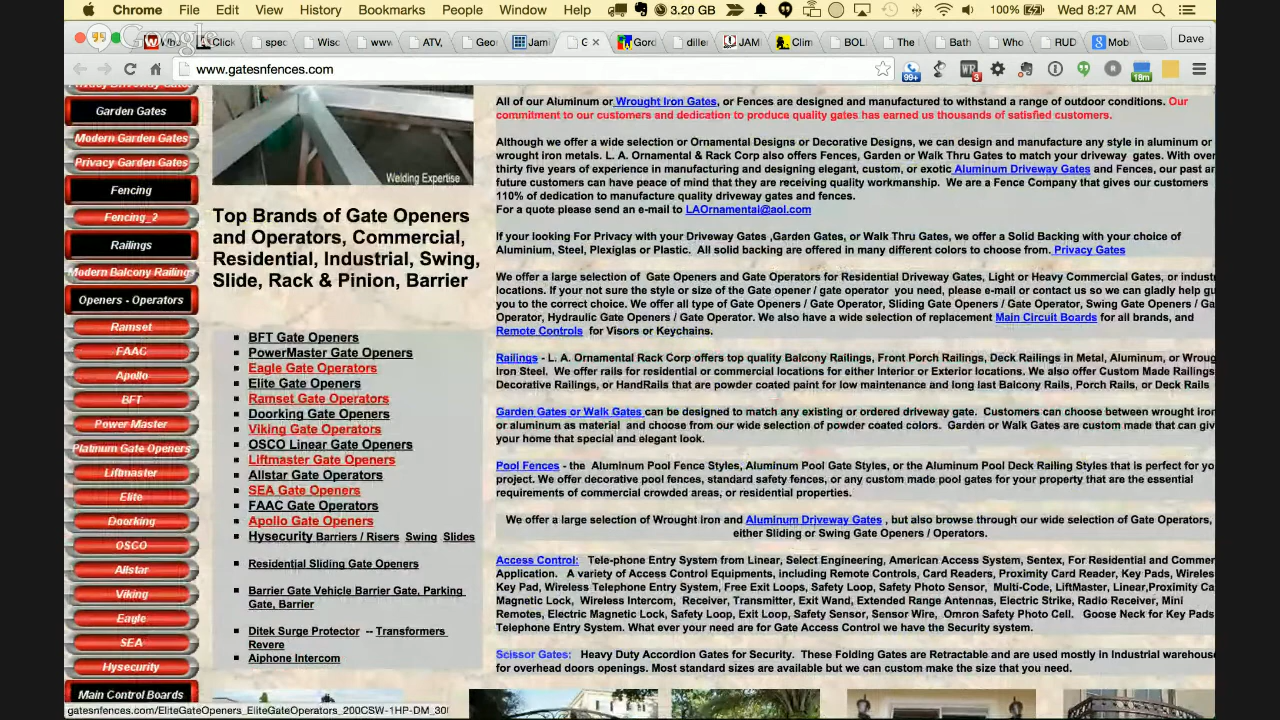 Chrome File Edit View History Bookmarks People Window Help 3.20 GB 100% Wed 8:27 AM
Google
Click spec Wisc www ATV, Geo Jami G × Gord diller JAM Clim BOL The Bath Who RUD Mob Dave
www.gatesnfences.com 99+ 3 18m
Garden Gates
Modern Garden Gates
Privacy Garden Gates
Fencing
Fencing_2
Railings
Modern Balcony Railings
Openers - Operators
Ramset
FAAC
Apollo
BFT
Power Master
Platinum Gate Openers
Liftmaster
Elite
Doorking
OSCO
Allstar
Viking
Eagle
SEA
Hysecurity
Main Control Boards
Welding Expertise
Top Brands of Gate Openers
and Operators, Commercial,
Residential, Industrial, Swing,
Slide, Rack & Pinion, Barrier
BFT Gate Openers
PowerMaster Gate Openers
Eagle Gate Operators
Elite Gate Openers
Ramset Gate Operators
Doorking Gate Openers
Viking Gate Operators
OSCO Linear Gate Openers
Liftmaster Gate Openers
Allstar Gate Operators
SEA Gate Openers
FAAC Gate Operators
Apollo Gate Openers
Hysecurity Barriers / Risers Swing Slides
Residential Sliding Gate Openers
Barrier Gate Vehicle Barrier Gate, Parking
Gate, Barrier
Ditek Surge Protector -- Transformers
Revere
Aiphone Intercom
All of our Aluminum or Wrought Iron Gates, or Fences are designed and manufactured to withstand a range of outdoor conditions. Our
commitment to our customers and dedication to produce quality gates has earned us thousands of satisfied customers.
Although we offer a wide selection or Ornamental Designs or Decorative Designs, we can design and manufacture any style in aluminum or
wrought iron metals. L. A. Ornamental & Rack Corp also offers Fences, Garden or Walk Thru Gates to match your driveway gates. With over
thirty five years of experience in manufacturing and designing elegant, custom, or exotic Aluminum Driveway Gates and Fences, our past ar
future customers can have peace of mind that they are receiving quality workmanship. We are a Fence Company that gives our customers
110% of dedication to manufacture quality driveway gates and fences.
For a quote please send an e-mail to LAOrnamental@aol.com
If your looking For Privacy with your Driveway Gates ,Garden Gates, or Walk Thru Gates, we offer a Solid Backing with your choice of
Aluminium, Steel, Plexiglas or Plastic. All solid backing are offered in many different colors to choose from. Privacy Gates
We offer a large selection of Gate Openers and Gate Operators for Residential Driveway Gates, Light or Heavy Commercial Gates, or industr
locations. If your not sure the style or size of the Gate opener / gate operator you need, please e-mail or contact us so we can gladly help gu
you to the correct choice. We offer all type of Gate Openers / Gate Operator, Sliding Gate Openers / Gate Operator, Swing Gate Openers / Ga
Operator, Hydraulic Gate Openers / Gate Operator. We also have a wide selection of replacement Main Circuit Boards for all brands, and
Remote Controls for Visors or Keychains.
Railings - L. A. Ornamental Rack Corp offers top quality Balcony Railings, Front Porch Railings, Deck Railings in Metal, Aluminum, or Wroug
Iron Steel. We offer rails for residential or commercial locations for either Interior or Exterior locations. We also offer Custom Made Railings
Decorative Railings, or HandRails that are powder coated paint for low maintenance and long last Balcony Rails, Porch Rails, or Deck Rails
Garden Gates or Walk Gates can be designed to match any existing or ordered driveway gate. Customers can choose between wrought iron
or aluminum as material and choose from our wide selection of powder coated colors. Garden or Walk Gates are custom made that can giv
your home that special and elegant look.
Pool Fences - the Aluminum Pool Fence Styles, Aluminum Pool Gate Styles, or the Aluminum Pool Deck Railing Styles that is perfect for yo
project. We offer decorative pool fences, standard safety fences, or any custom made pool gates for your property that are the essential
requirements of commercial crowded areas, or residential properties.
We offer a large selection of Wrought Iron and Aluminum Driveway Gates , but also browse through our wide selection of Gate Operators,
either Sliding or Swing Gate Openers / Operators.
Access Control: Tele-phone Entry System from Linear, Select Engineering, American Access System, Sentex, For Residential and Commer
Application. A variety of Access Control Equipments, including Remote Controls, Card Readers, Proximity Card Reader, Key Pads, Wireles
Key Pad, Wireless Telephone Entry System, Free Exit Loops, Safety Loop, Safety Photo Sensor, Multi-Code, LiftMaster, Linear,Proximity Ca
Magnetic Lock, Wireless Intercom, Receiver, Transmitter, Exit Wand, Extended Range Antennas, Electric Strike, Radio Receiver, Mini
Remotes, Electric Magnetic Lock, Safety Loop, Exit Loop, Safety Sensor, Sensor Wire, Omron Safety Photo Cell. Goose Neck for Key Pads
Telephone Entry System. What ever your need are for Gate Access Control we have the Security system.
Scissor Gates: Heavy Duty Accordion Gates for Security. These Folding Gates are Retractable and are used mostly in Industrial warehouse
for overhead doors openings. Most standard sizes are available but we can custom make the size that you need.
gatesnfences.com/EliteGateOpeners_EliteGateOperators_200CSW-1HP-DM_30